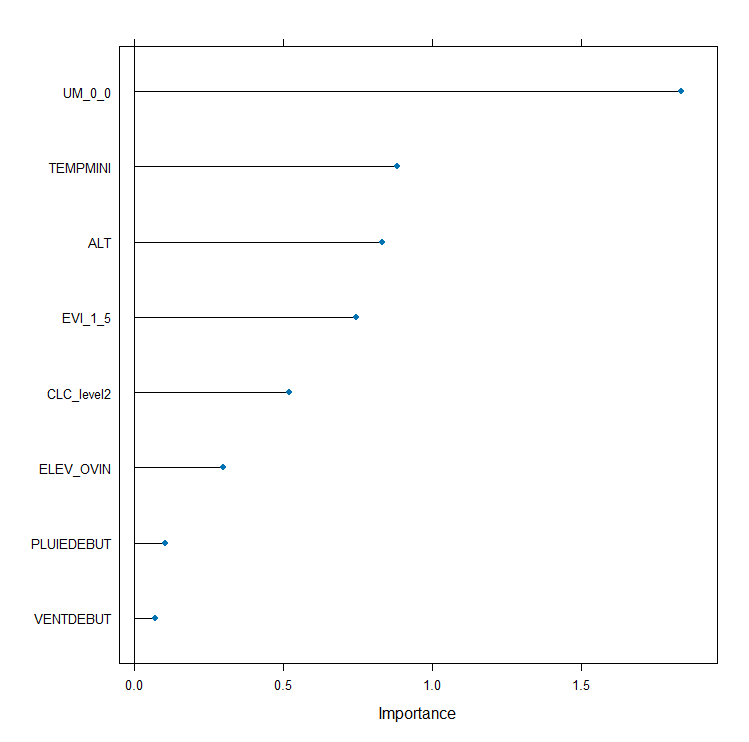 UM_0_0
TEMPMINI
ALT
EVI_1_5
CLC_level2
ELEV_OVIN
PLUIEDEBUT
VENTDEBUT
0.0 0.5 1.0 1.5
Importance